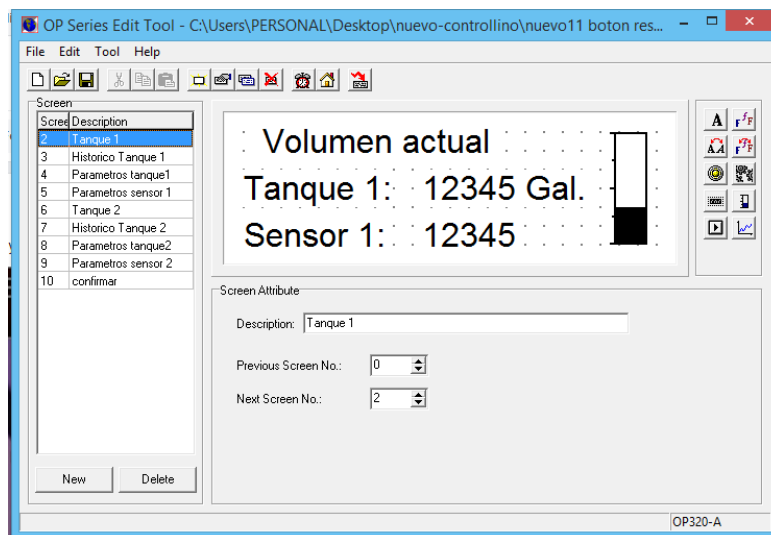 OP Series Edit Tool - C:\Users\PERSONAL\Desktop\nuevo-controllino\nuevo11 boton res...
File Edit Tool Help
Screen
Scree Description
2 Tanque 1
3 Historico Tanque 1
4 Parametros tanque1
5 Parametros sensor 1
6 Tanque 2
7 Historico Tanque 2
8 Parametros tanque2
9 Parametros sensor 2
10 confirmar
New Delete
Volumen actual
Tanque 1: 12345 Gal.
Sensor 1: 12345
Screen Attribute
Description: Tanque 1
Previous Screen No.: 0
Next Screen No.: 2
OP320-A